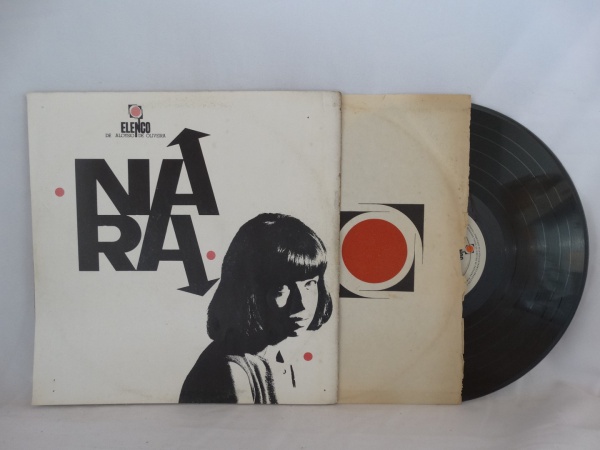 ELENCO
DE ALOYSIO DE OLIVEIRA
NA
RA